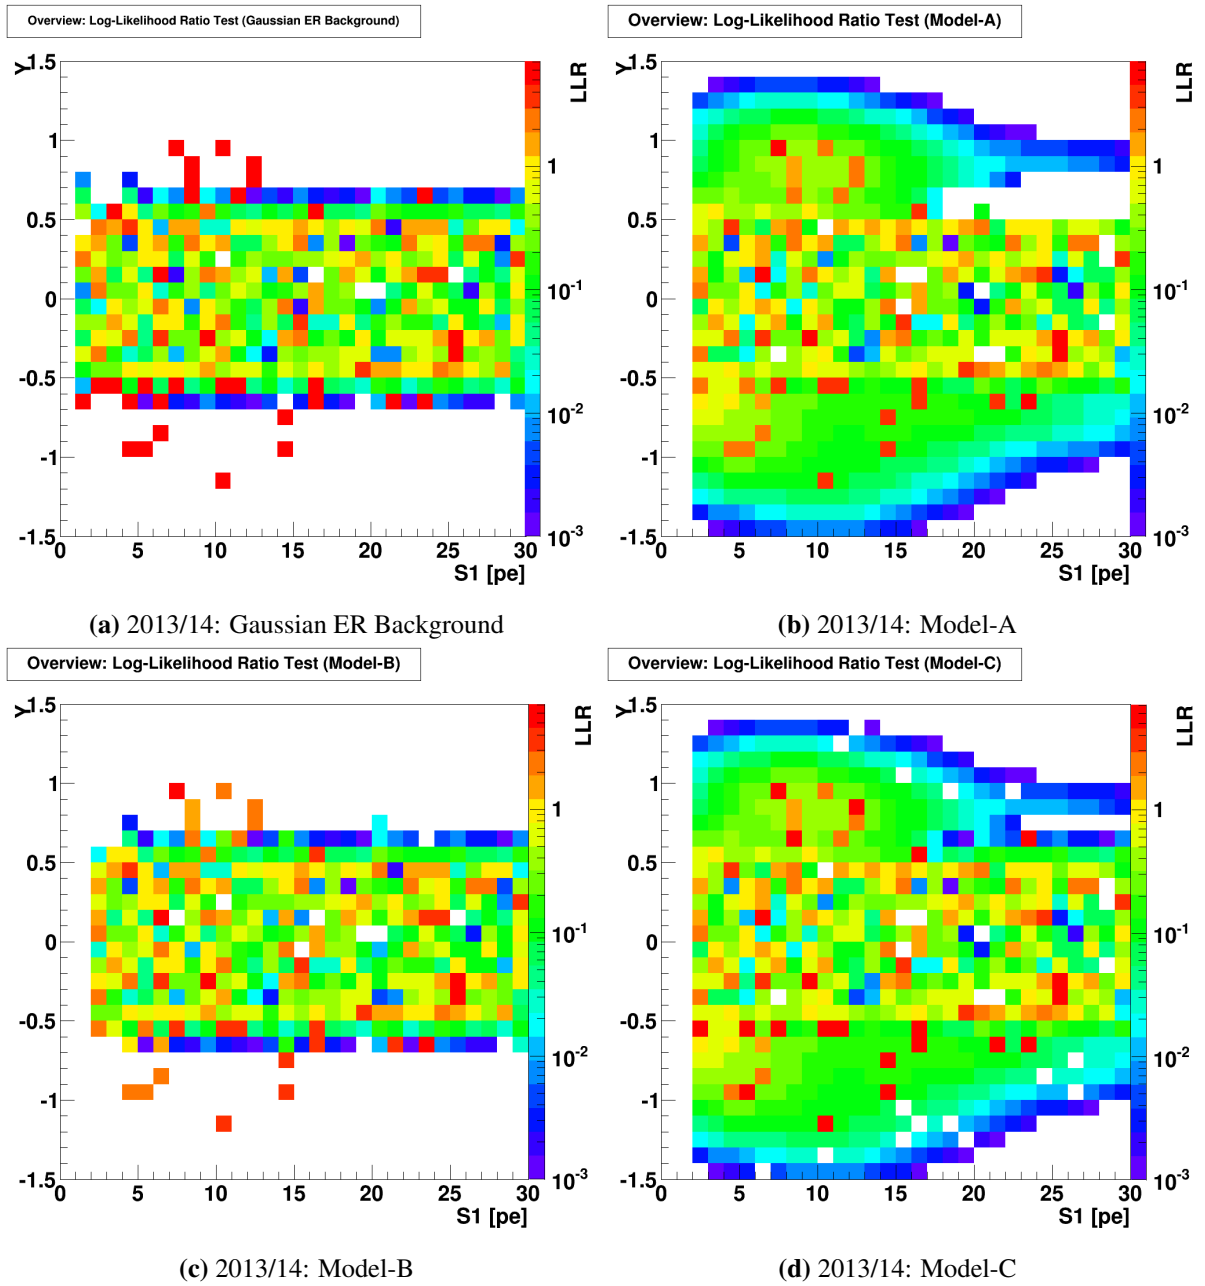 Overview: Log-Likelihood Ratio Test (Gaussian ER Background)
Y
1.5
1
0.5
0
-0.5
-1
-1.5
0 5 10 15 20 25 30
S1 [pe]
LLR
1
10-1
10-2
10-3
(a) 2013/14: Gaussian ER Background
Overview: Log-Likelihood Ratio Test (Model-A)
Y
1.5
1
0.5
0
-0.5
-1
-1.5
5 10 15 20 25 30
S1 [pe]
LLR
1
10-1
10-2
10-3
(b) 2013/14: Model-A
Overview: Log-Likelihood Ratio Test (Model-B)
Y
1.5
1
0.5
0
-0.5
-1
-1.5
0 5 10 15 20 25 30
S1 [pe]
LLR
1
10-1
10-2
10-3
(c) 2013/14: Model-B
Overview: Log-Likelihood Ratio Test (Model-C)
Y
1.5
1
0.5
0
-0.5
-1
-1.5
5 10 15 20 25 30
S1 [pe]
LLR
1
10-1
10-2
10-3
(d) 2013/14: Model-C